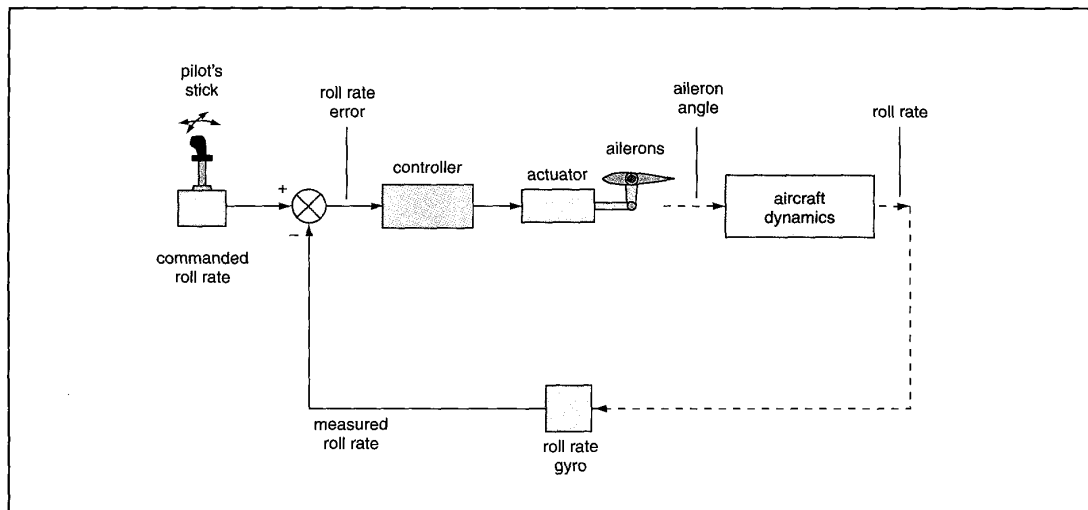 pilot's
stick
roll rate
error
controller
actuator
ailerons
aileron
angle
roll rate
aircraft
dynamics
+
−
commanded
roll rate
measured
roll rate
roll rate
gyro